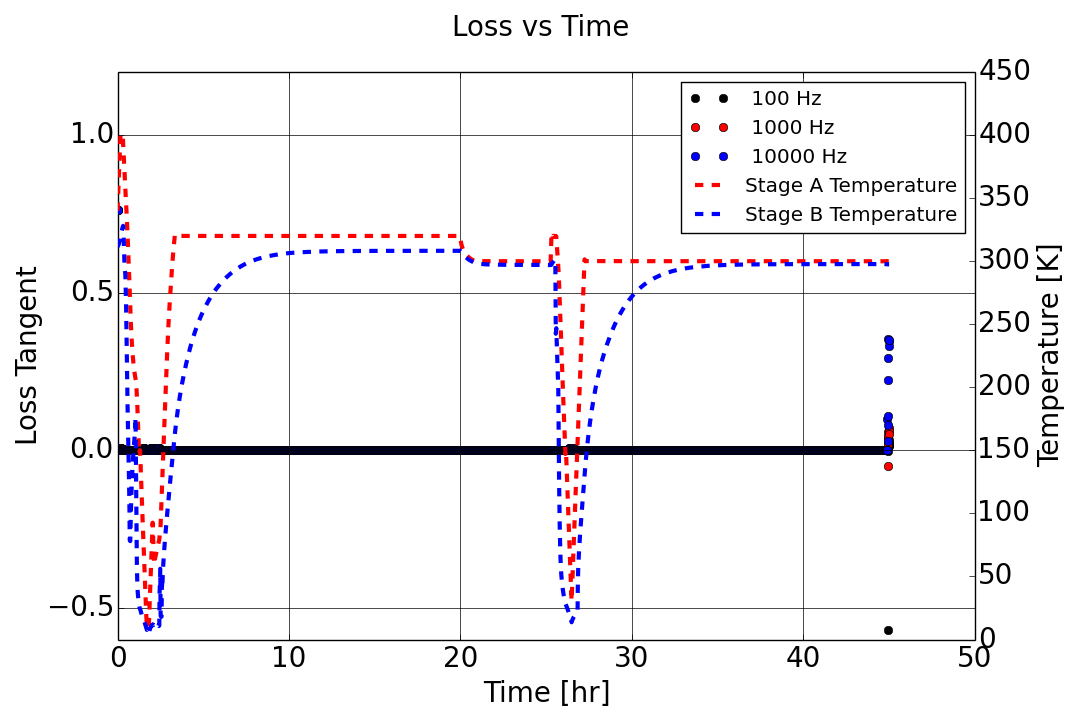 Loss vs Time
100 Hz
1000 Hz
10000 Hz
Stage A Temperature
Stage B Temperature
Loss Tangent
1.0
0.5
0.0
−0.5
450
400
350
300
250
200
150
100
50
0
Temperature [K]
0 10 20 30 40 50
Time [hr]